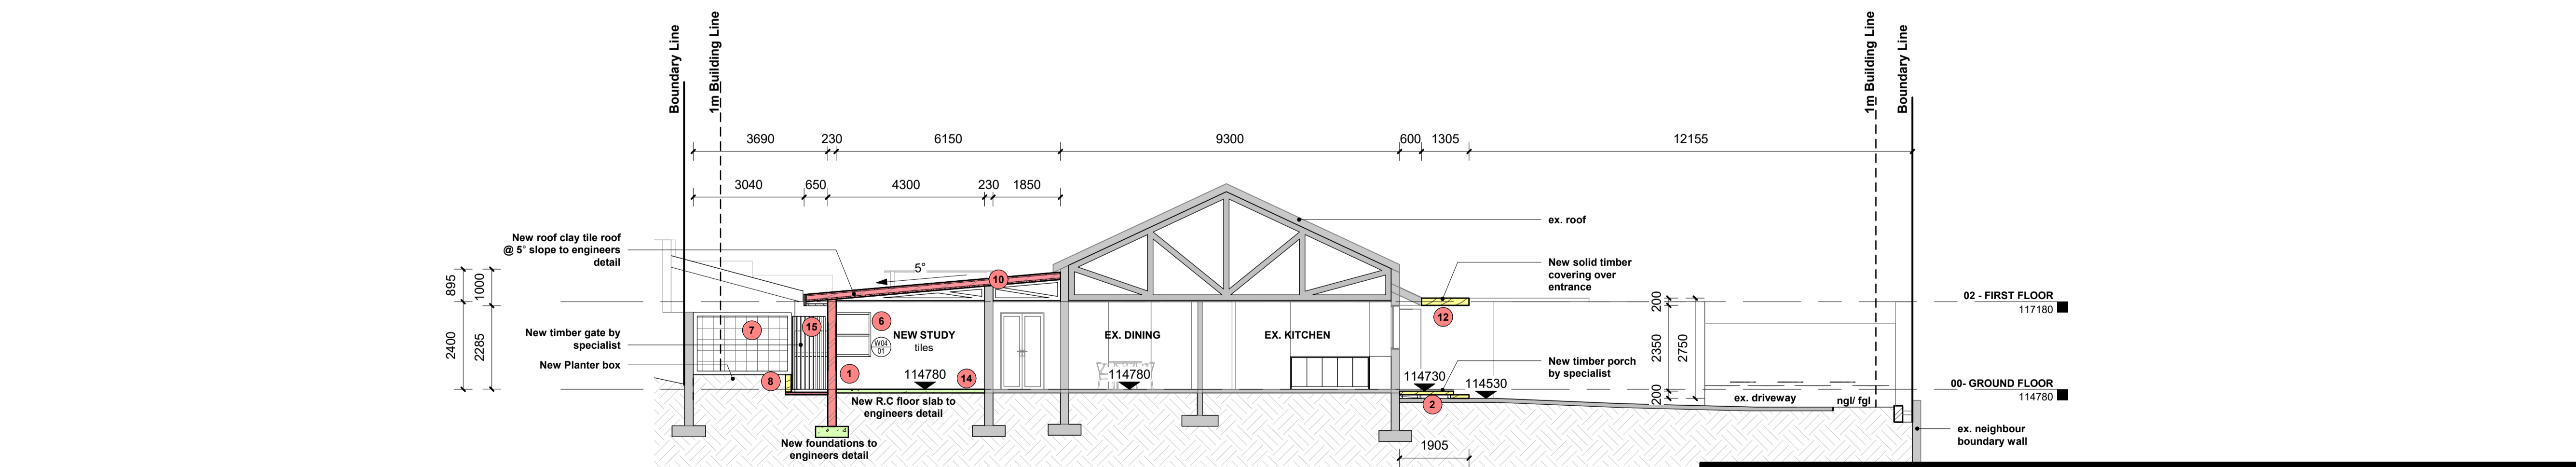 Boundary Line
1m Building Line
1m Building Line
Boundary Line
3690
230
6150
9300
600
1305
12155
3040
650
4300
230
1850
New roof clay tile roof
@ 5° slope to engineers
detail
5°
10
ex. roof
New solid timber
covering over
entrance
895
1000
2400
2285
02 - FIRST FLOOR
117180
200
2350
2750
200
12
New timber gate by
specialist
New Planter box
7
15
6
8
1
14
W04
01
NEW STUDY
tiles
EX. DINING
EX. KITCHEN
114780
114780
114730
114530
New timber porch
by specialist
2
00- GROUND FLOOR
114780
ex. driveway
ngl/ fgl
New R.C floor slab to
engineers detail
New foundations to
engineers detail
1905
ex. neighbour
boundary wall